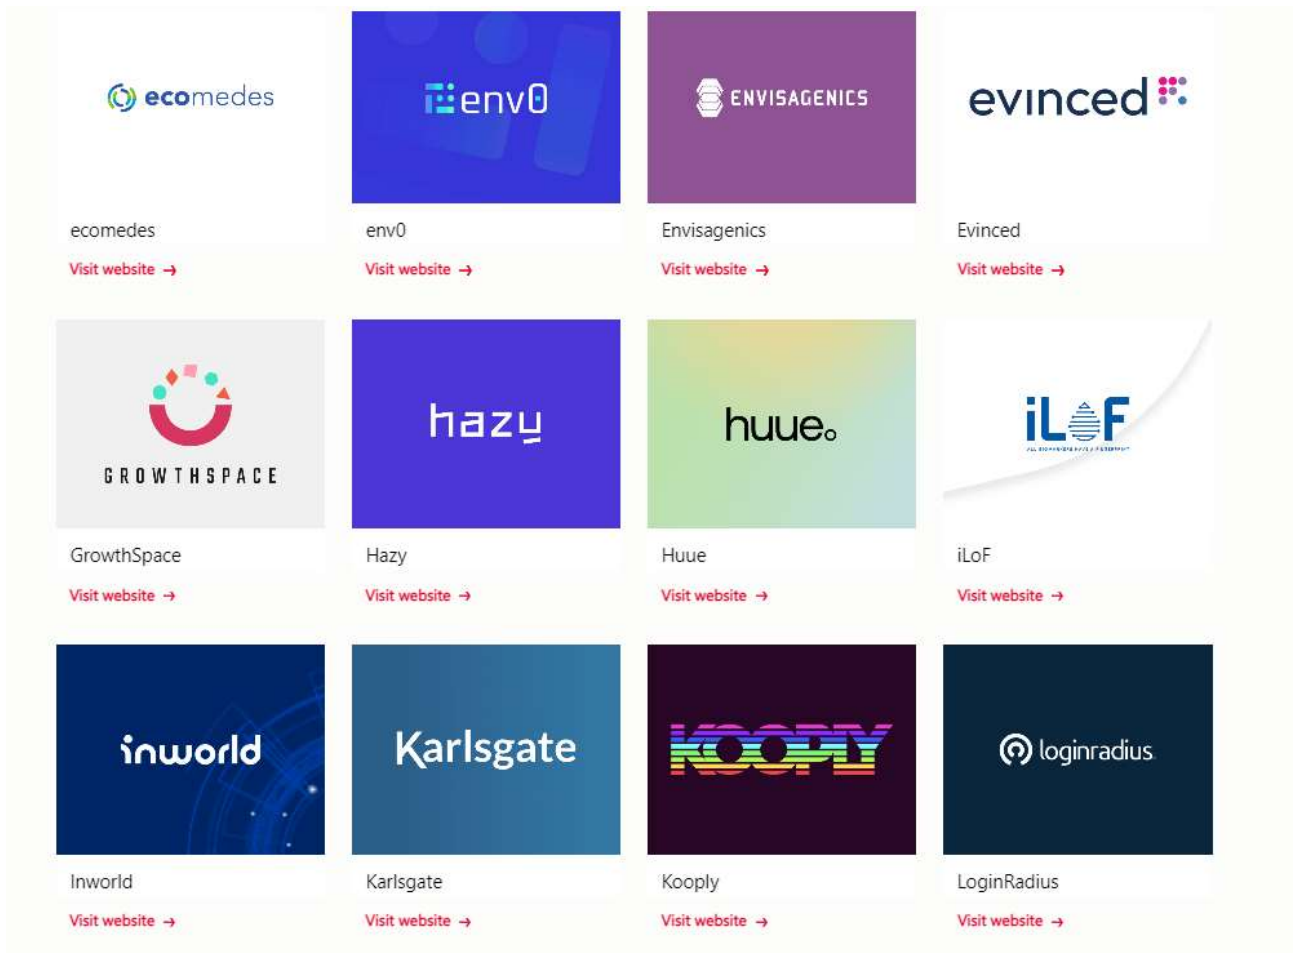 ecomedes
env0
ENVISAGENICS
evinced
ecomedes
env0
Envisagenics
Evinced
Visit website →
Visit website →
Visit website →
Visit website →
GROWTHSPACE
hazy
huue.
iLoF
GrowthSpace
Hazy
Huue
iLoF
Visit website →
Visit website →
Visit website →
Visit website →
inworld
Karlsgate
KOOPLY
loginradius
Inworld
Karlsgate
Kooply
LoginRadius
Visit website →
Visit website →
Visit website →
Visit website →